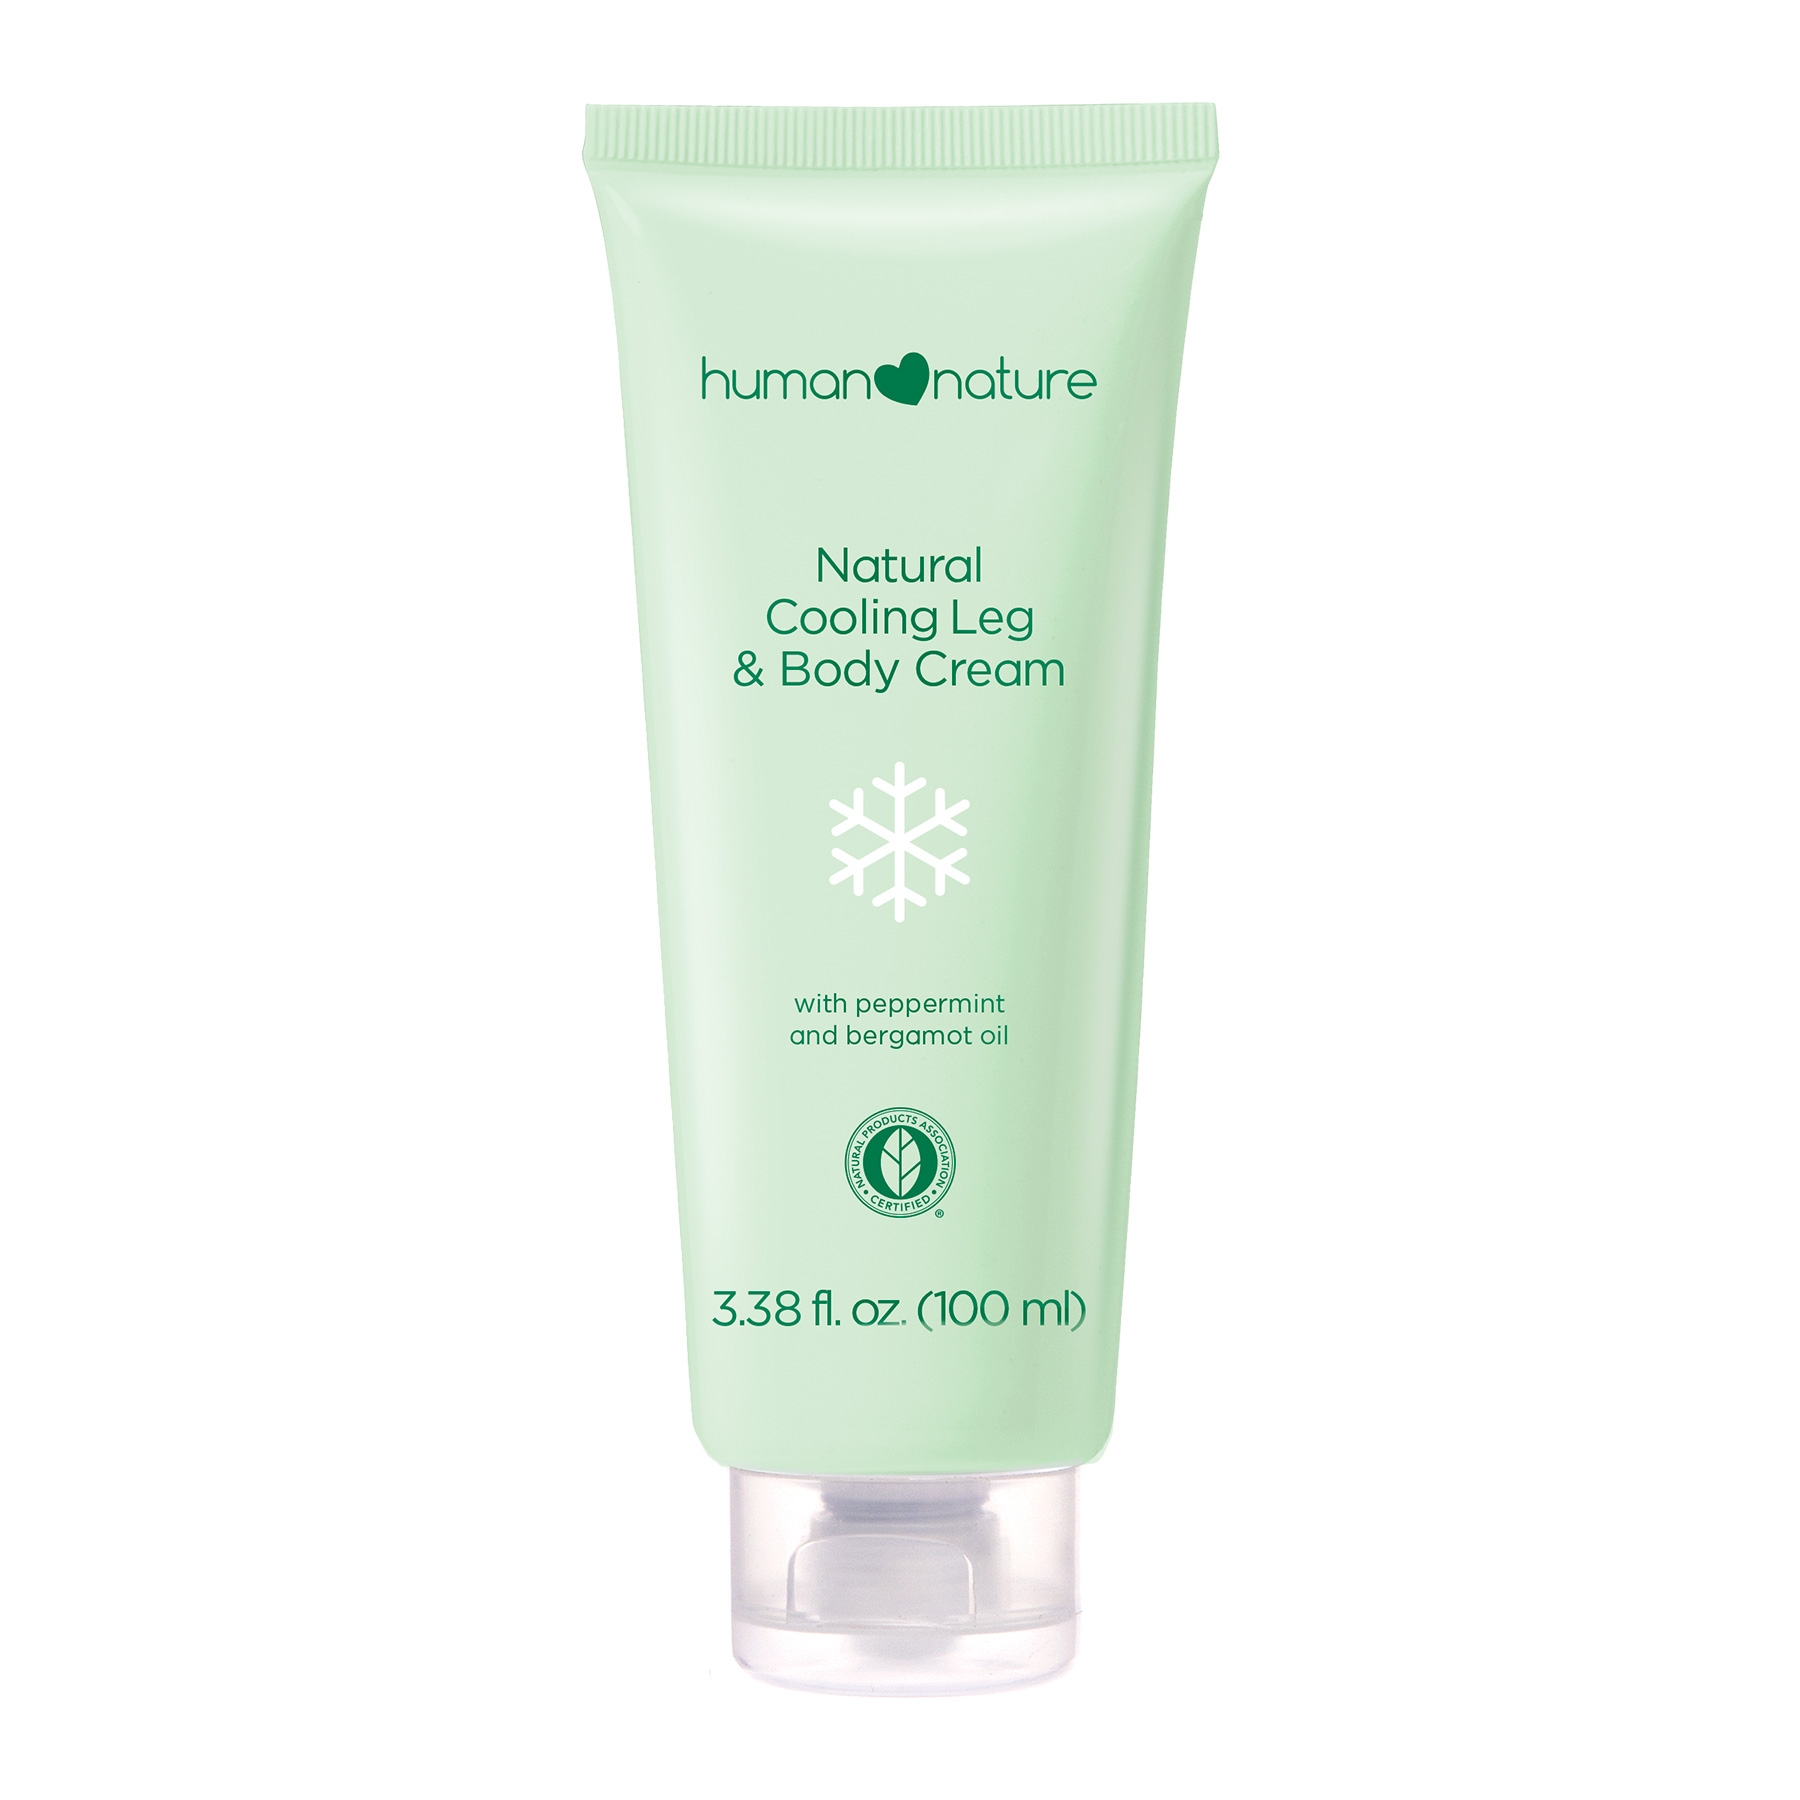 human nature
Natural
Cooling Leg
& Body Cream
with peppermint
and bergamot oil
NATURAL PRODUCTS ASSOCIATION
• CERTIFIED •
®
3.38 fl. oz. (100 ml)